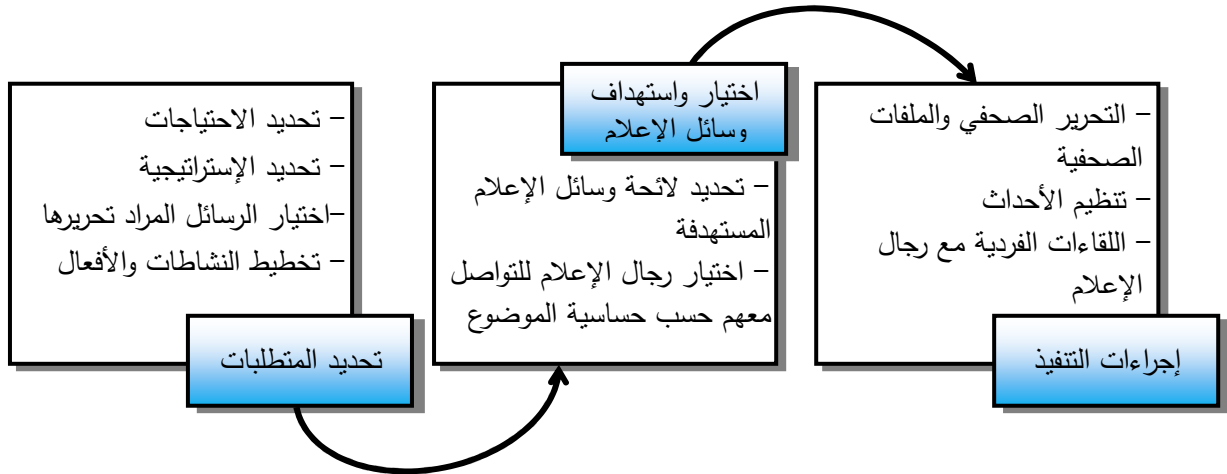 – تحديد الاحتياجات
– تحديد الإستراتيجية
–اختيار الرسائل المراد تحريرها
– تخطيط النشاطات والأفعال
تحديد المتطلبات
اختيار واستهداف
وسائل الإعلام
– تحديد لائحة وسائل الإعلام
المستهدفة
– اختيار رجال الإعلام للتواصل
معهم حسب حساسية الموضوع
– التحرير الصحفي والملفات
الصحفية
– تنظيم الأحداث
– اللقاءات الفردية مع رجال
الإعلام
إجراءات التنفيذ